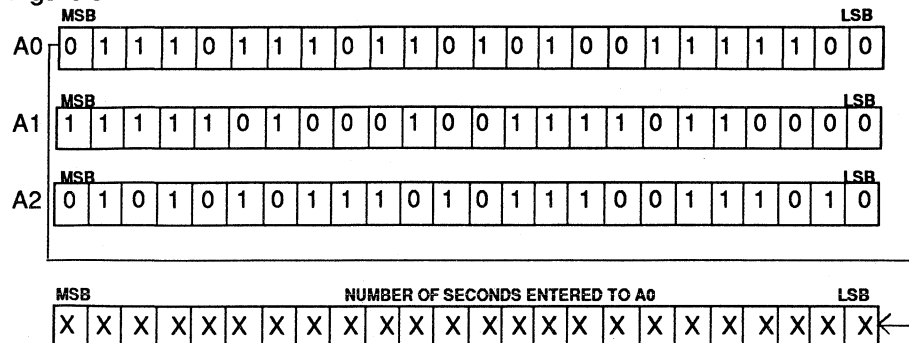 MSB LSB
A0 0 1 1 1 0 1 1 1 0 1 1 0 1 0 1 0 0 1 1 1 1 1 0 0
MSB LSB
A1 1 1 1 1 1 0 1 0 0 0 1 0 0 1 1 1 1 0 1 1 0 0 0 0
MSB LSB
A2 0 1 0 1 0 1 0 1 1 1 0 1 0 1 1 1 0 0 1 1 1 0 1 0
MSB NUMBER OF SECONDS ENTERED TO A0 LSB
X X X X X X X X X X X X X X X X X X X X X X X X